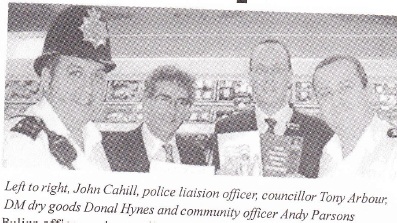 Left to right, John Cahill, police liaision officer, councillor Tony Arbour,
DM dry goods Donal Hynes and community officer Andy Parsons